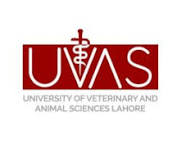 UVAS
UNIVERSITY OF VETERINARY AND
ANIMAL SCIENCES LAHORE